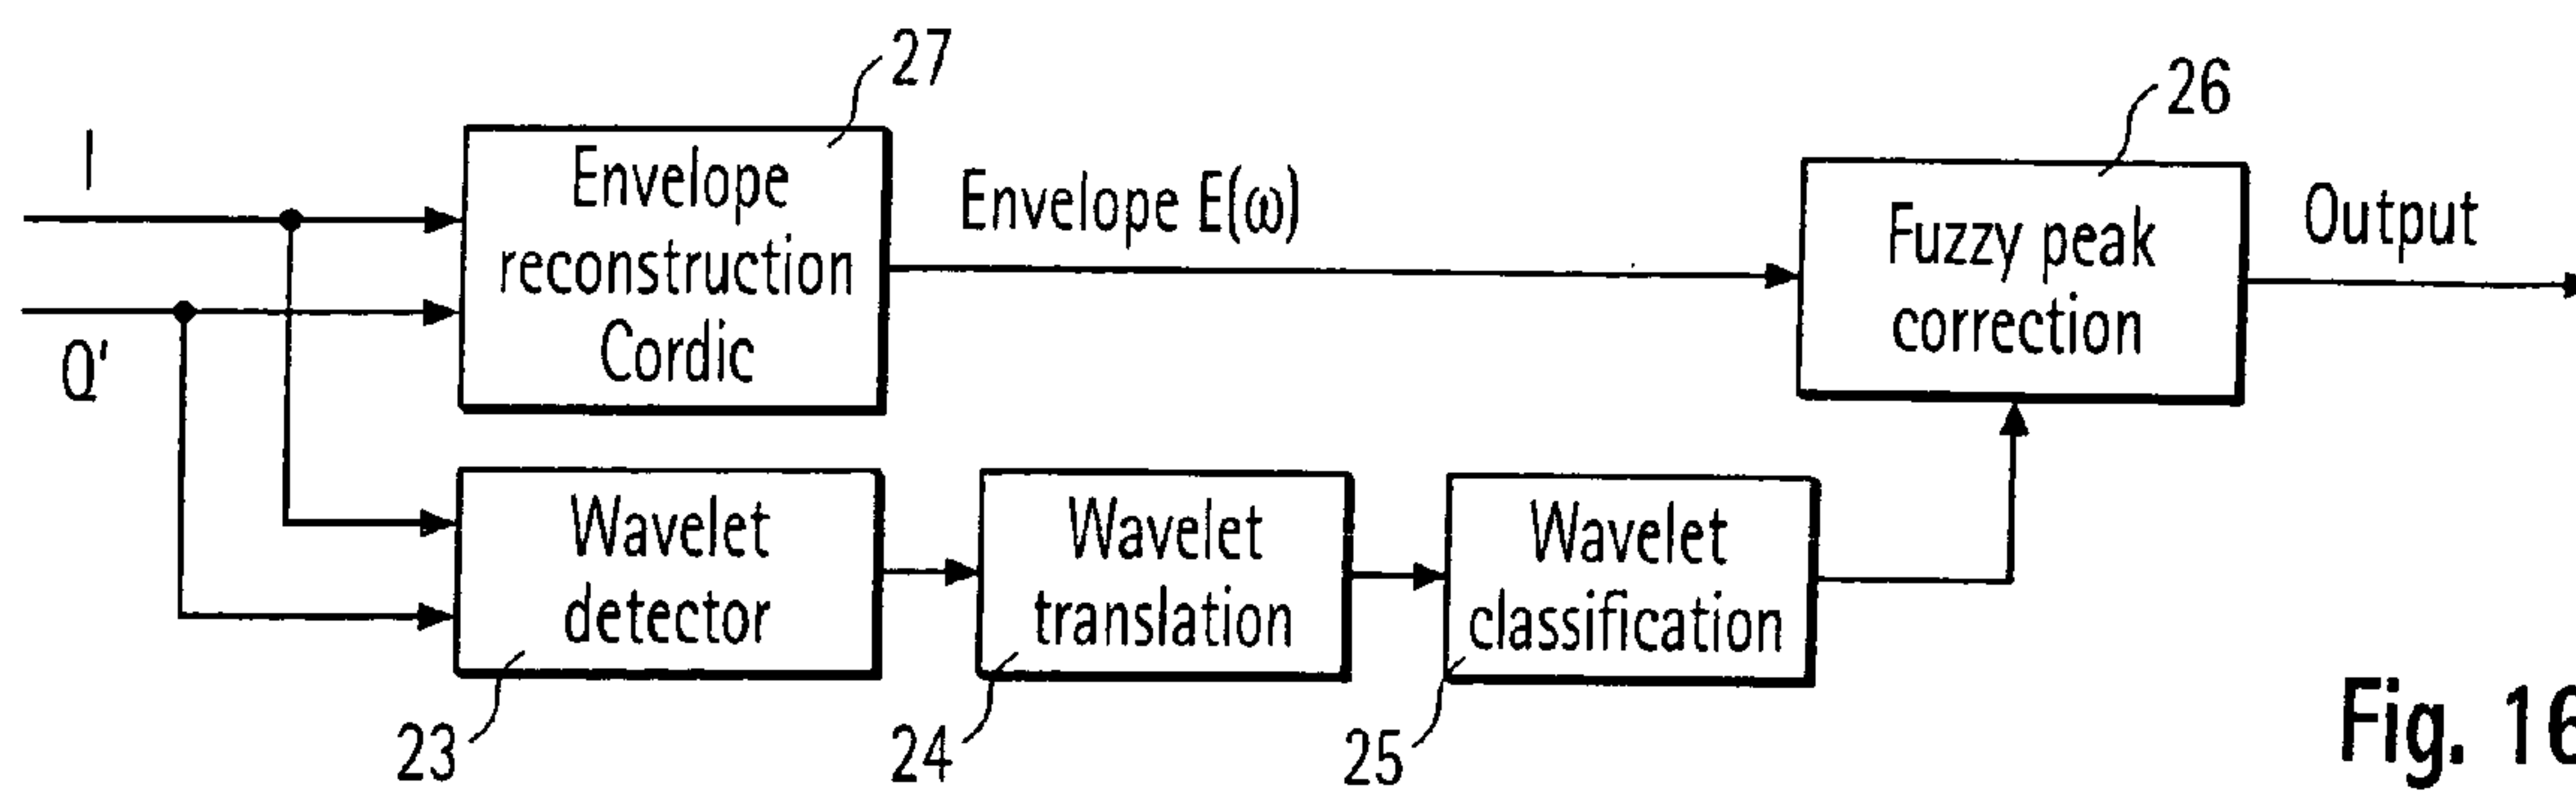 27
26
I
Envelope
reconstruction
Cordic
Envelope E(ω)
Fuzzy peak
correction
Output
Q'
Wavelet
detector
Wavelet
translation
Wavelet
classification
23
24
25
Fig. 16